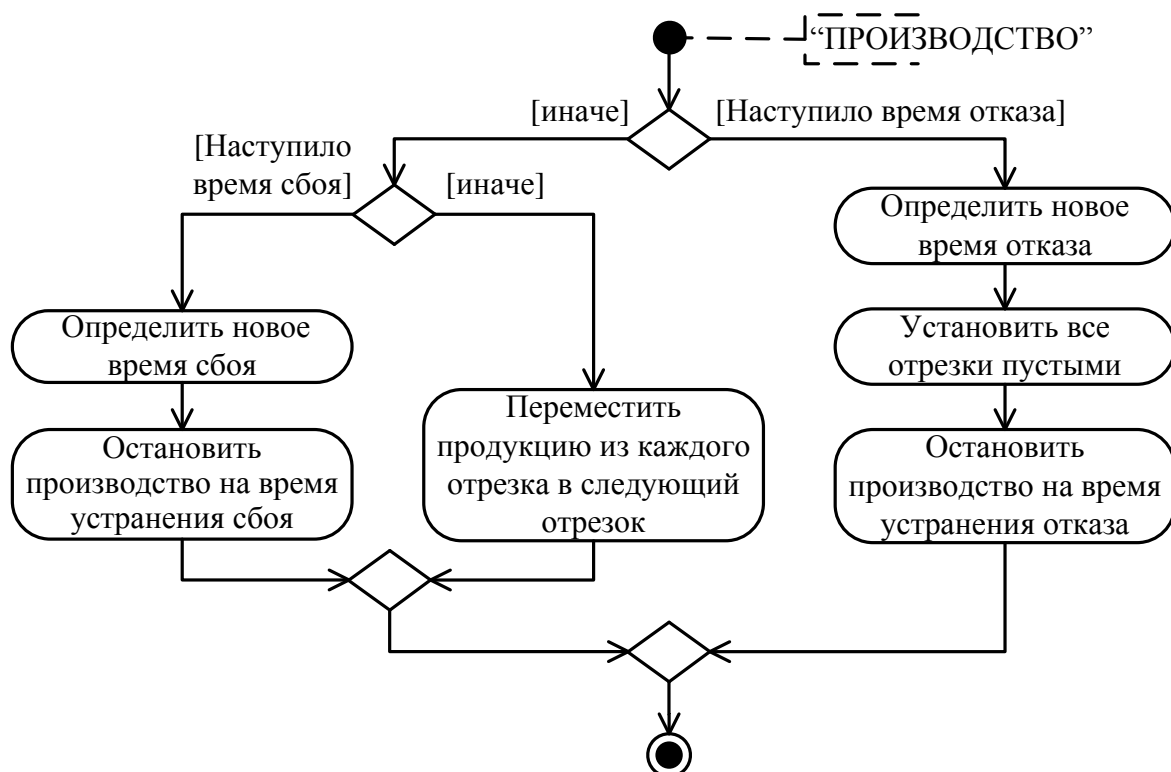 “ПРОИЗВОДСТВО”
[иначе]
[Наступило время отказа]
[Наступило
время сбоя]
[иначе]
Определить новое
время отказа
Определить новое
время сбоя
Установить все
отрезки пустыми
Остановить
производство на время
устранения сбоя
Переместить
продукцию из каждого
отрезка в следующий
отрезок
Остановить
производство на время
устранения отказа